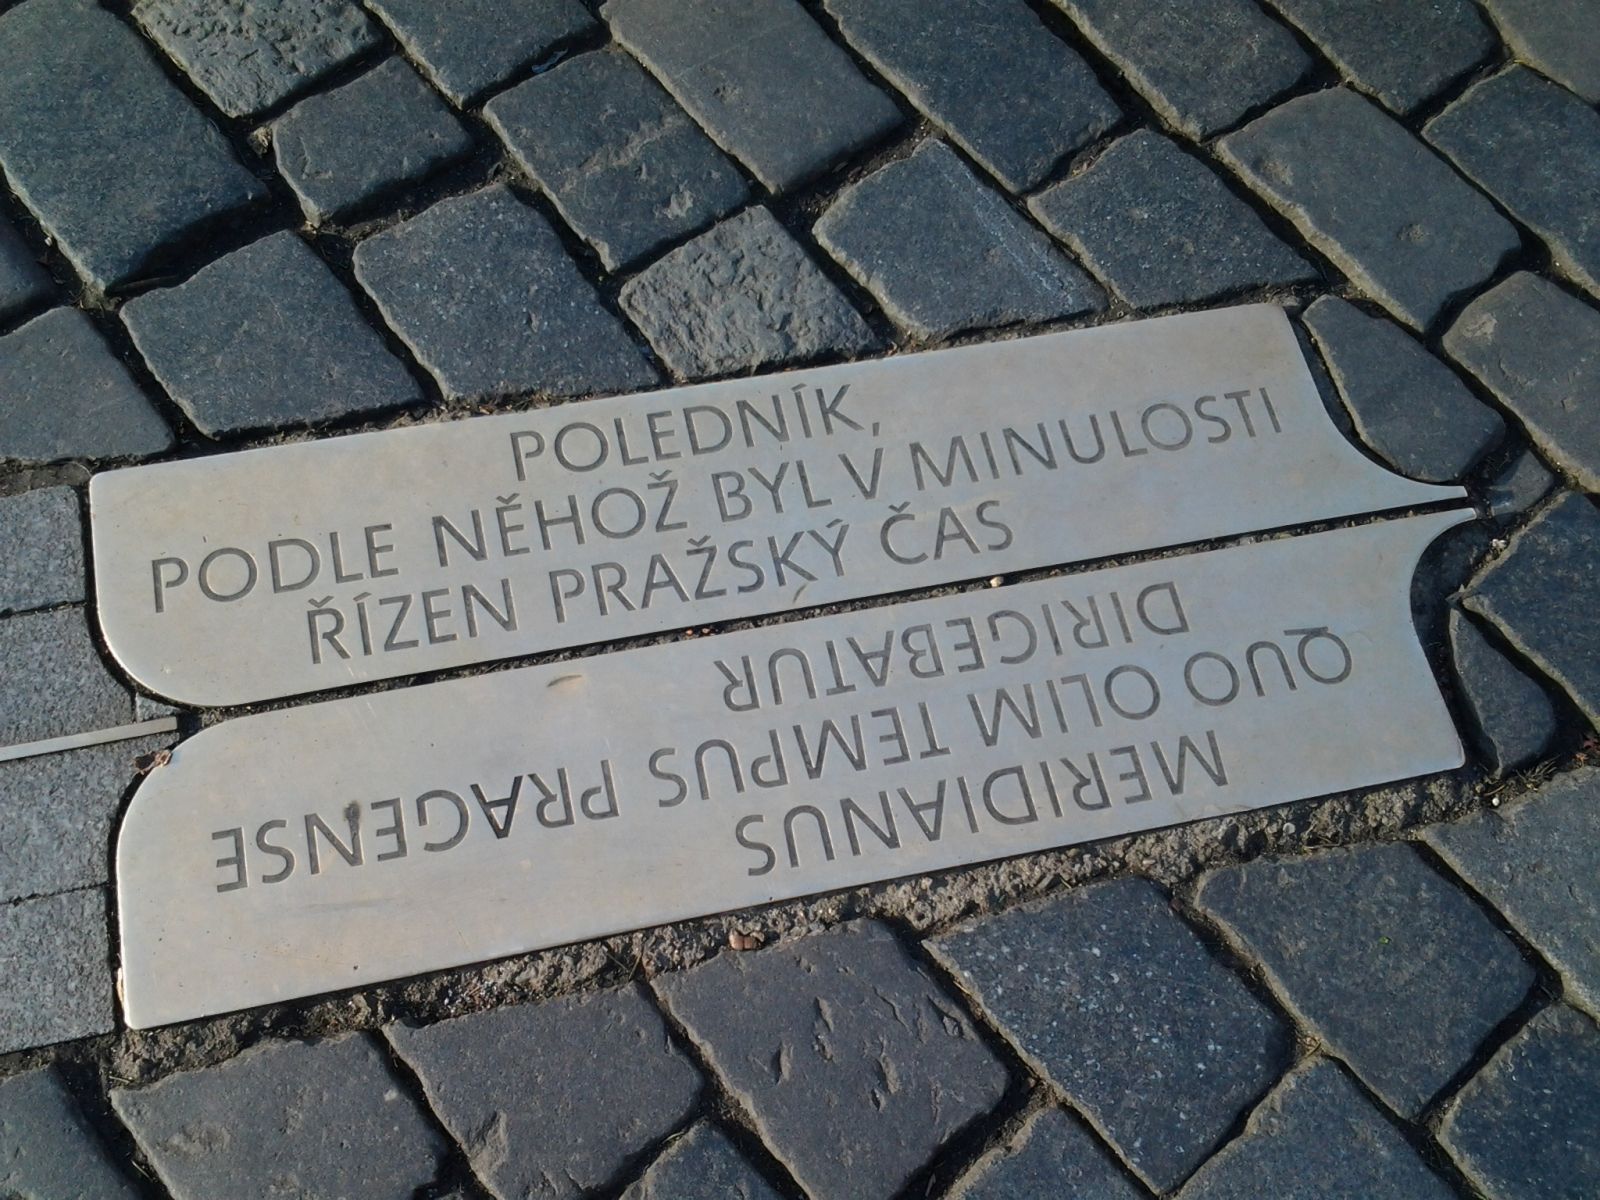 POLEDNÍK,
PODLE NĚHOŽ BYL V MINULOSTI
ŘÍZEN PRAŽSKÝ ČAS
MERIDIANUS
QUO OLIM TEMPUS PRAGENSE
DIRIGEBATUR